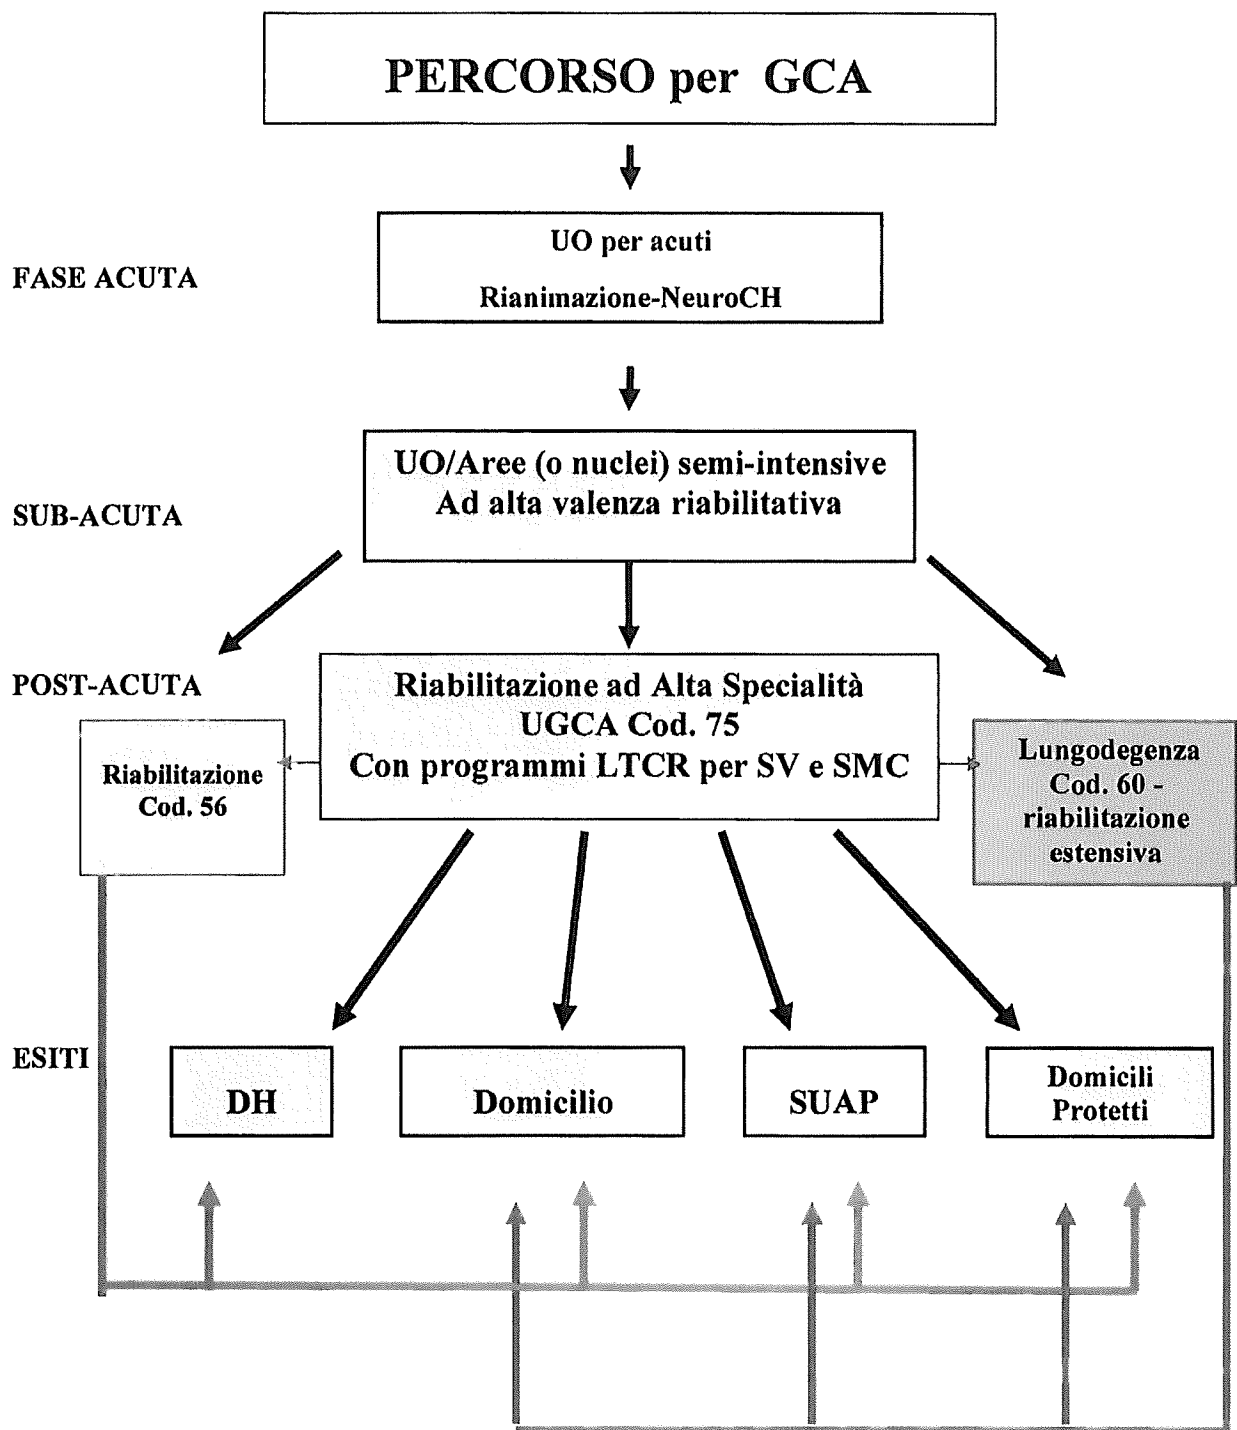 PERCORSO per GCA
UO per acuti
FASE ACUTA
Rianimazione-NeuroCH
UO/Aree (o nuclei) semi-intensive
Ad alta valenza riabilitativa
SUB-ACUTA
POST-ACUTA
Riabilitazione ad Alta Specialità
UGCA Cod. 75
Con programmi LTCR per SV e SMC
Riabilitazione
Cod. 56
Lungodegenza
Cod. 60 -
riabilitazione
estensiva
ESITI
DH
Domicilio
SUAP
Domicili
Protetti